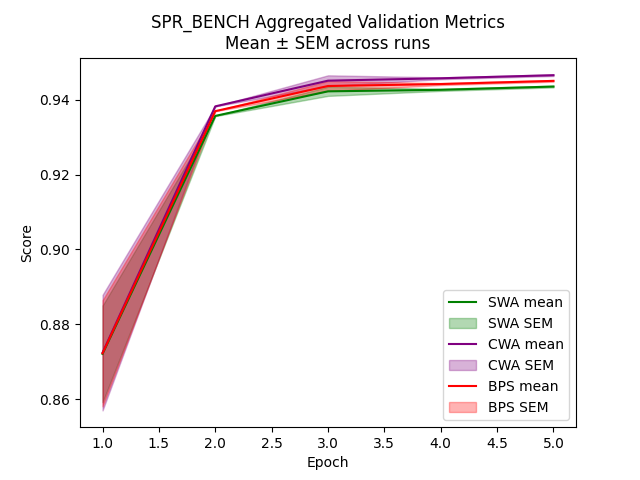 SPR_BENCH Aggregated Validation Metrics
Mean ± SEM across runs
Score
0.94
0.92
0.90
0.88
0.86
SWA mean
SWA SEM
CWA mean
CWA SEM
BPS mean
BPS SEM
1.0 1.5 2.0 2.5 3.0 3.5 4.0 4.5 5.0
Epoch